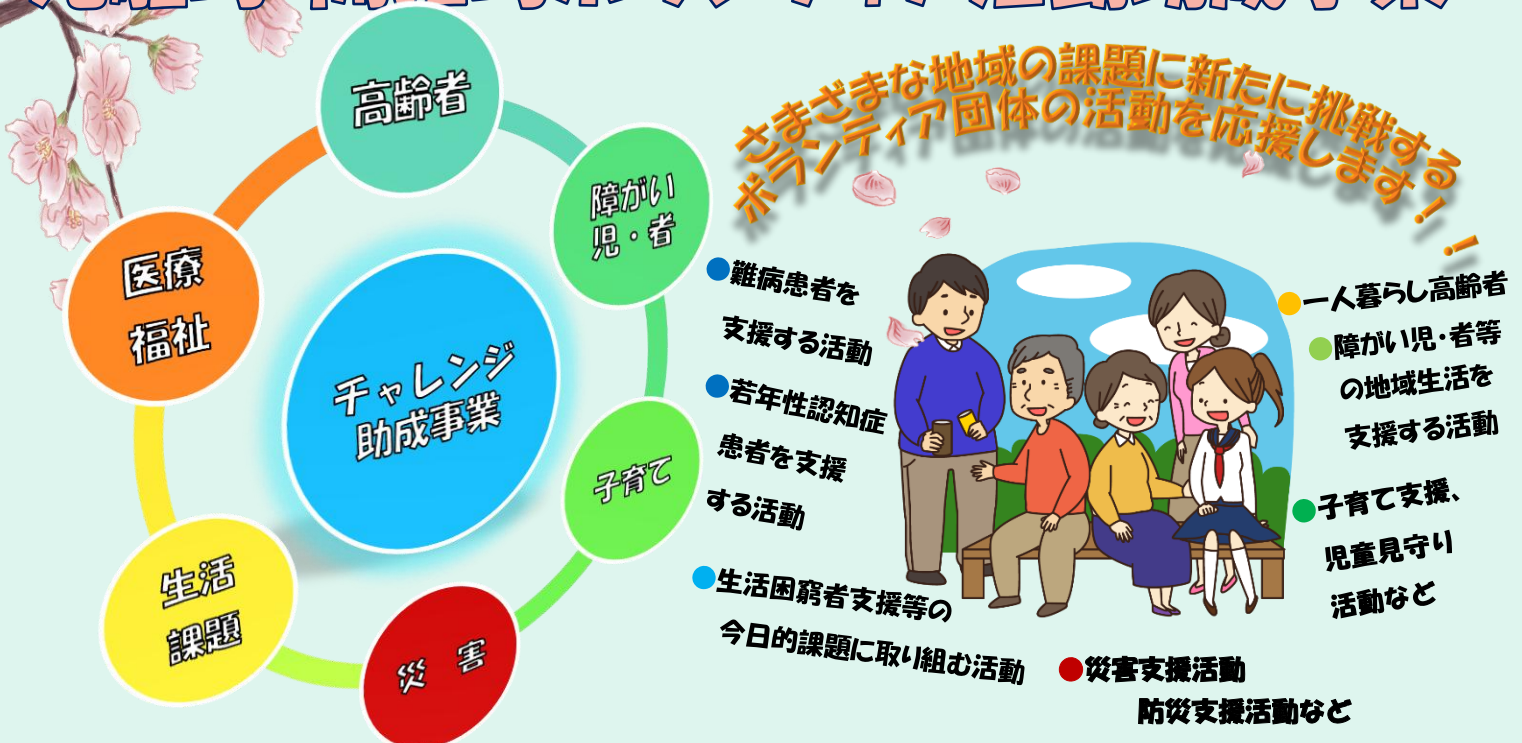 さまざまな地域の課題に新たに挑戦する
ボランティア団体の活動を応援します！！
高齢者
障がい
児・者
医療
福祉
チャレンジ
助成事業
子育て
生活
課題
災 害
●難病患者を
支援する活動
●若年性認知症
患者を支援
する活動
●生活困窮者支援等の
今日的課題に取り組む活動
●一人暮らし高齢者
●障がい児・者等
の地域生活を
支援する活動
●子育て支援、
児童見守り
活動など
●災害支援活動
防災支援活動など